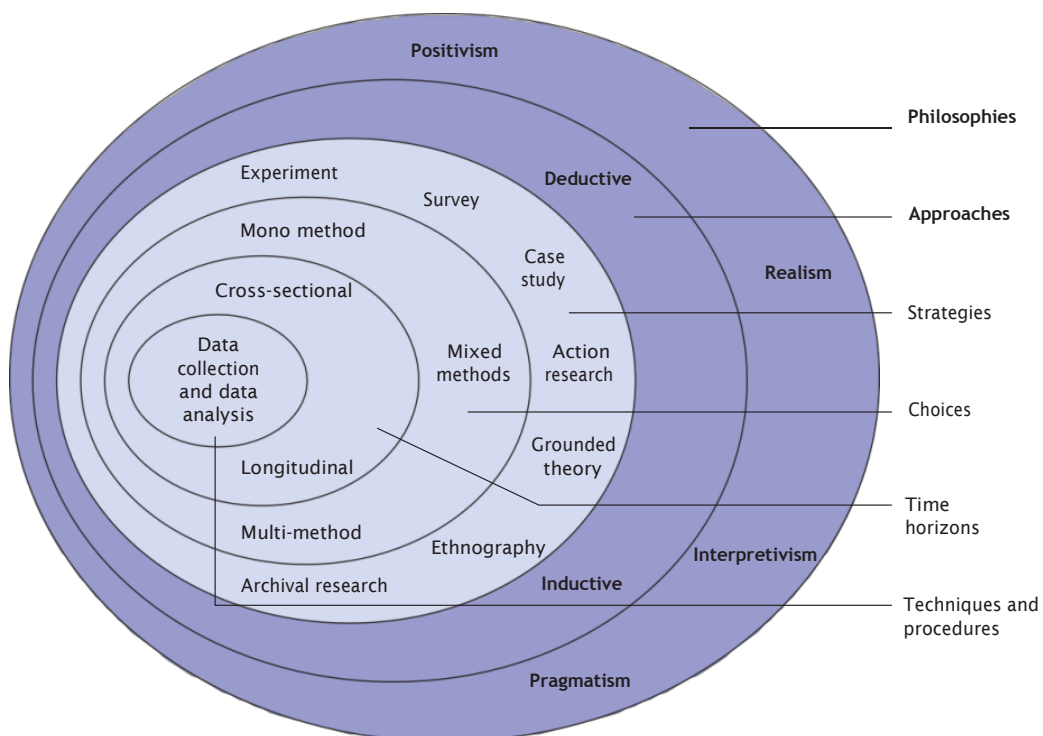 Positivism
Philosophies
Experiment
Deductive
Survey
Approaches
Mono method
Case
study
Realism
Cross-sectional
Strategies
Data
collection
and data
analysis
Mixed
methods
Action
research
Choices
Grounded
theory
Longitudinal
Time
horizons
Multi-method
Ethnography
Interpretivism
Archival research
Inductive
Techniques and
procedures
Pragmatism